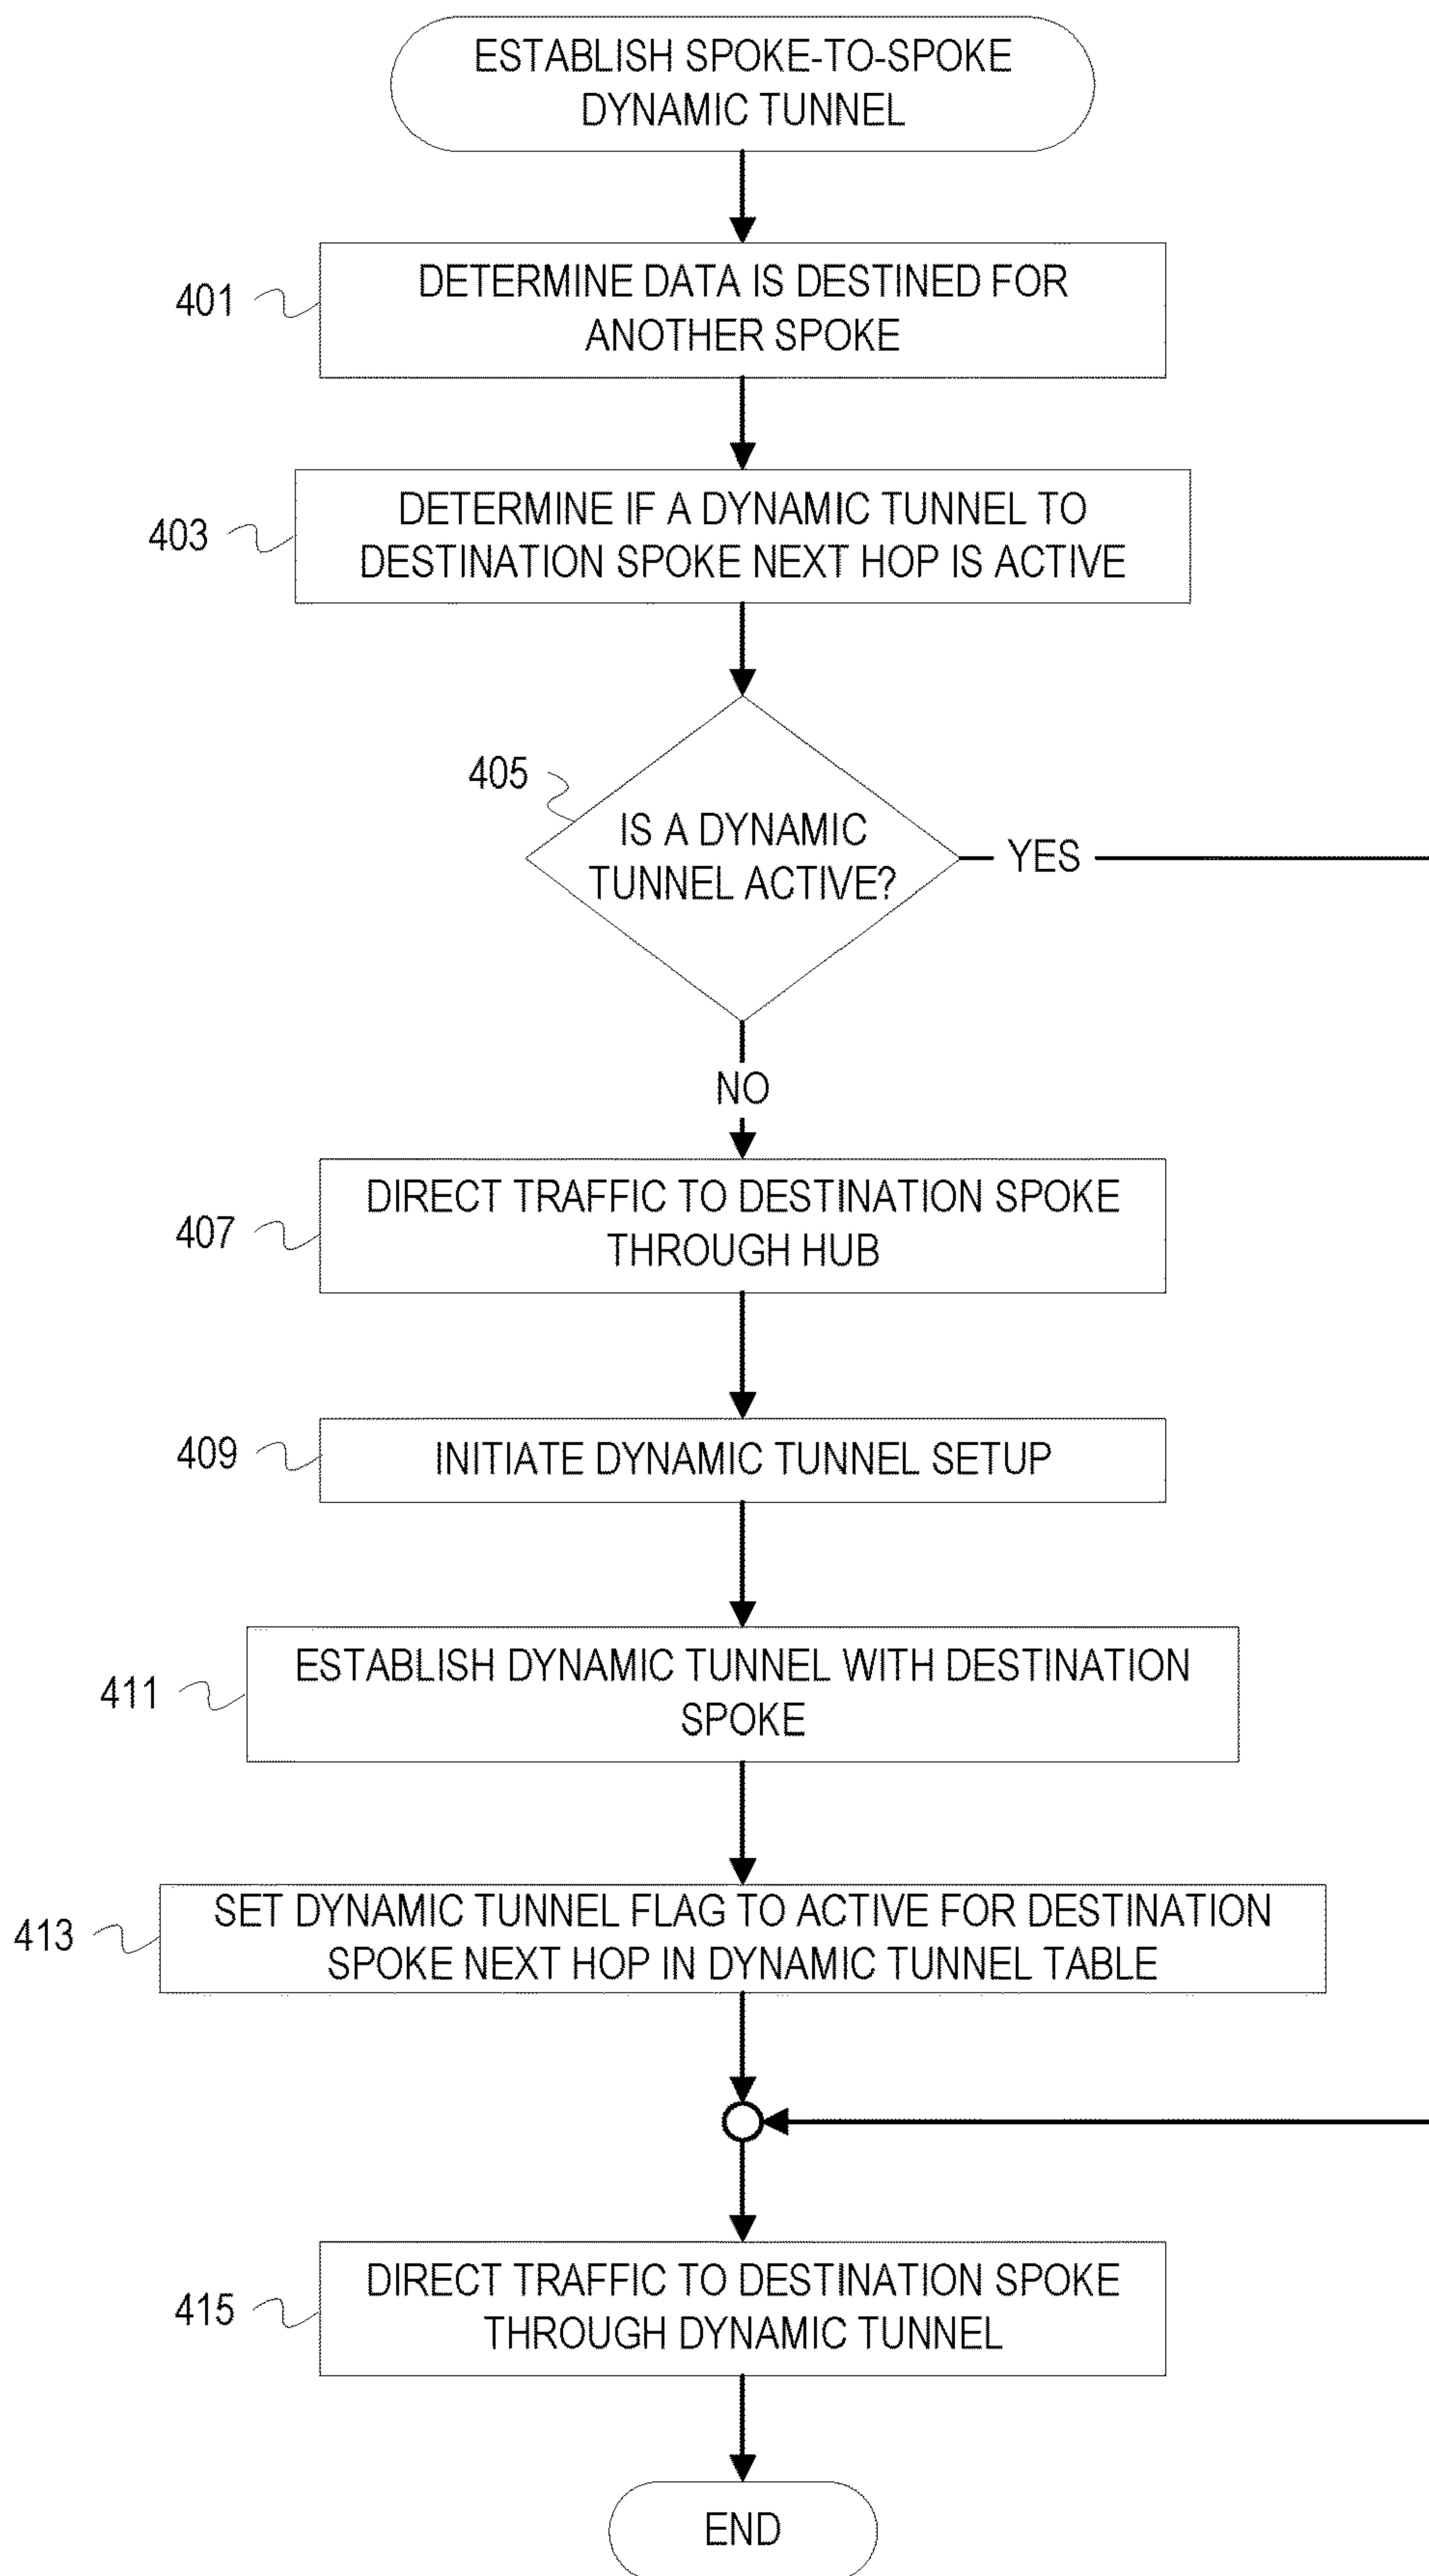 ESTABLISH SPOKE-TO-SPOKE
DYNAMIC TUNNEL
401
DETERMINE DATA IS DESTINED FOR
ANOTHER SPOKE
403
DETERMINE IF A DYNAMIC TUNNEL TO
DESTINATION SPOKE NEXT HOP IS ACTIVE
405
IS A DYNAMIC
TUNNEL ACTIVE?
YES
NO
407
DIRECT TRAFFIC TO DESTINATION SPOKE
THROUGH HUB
409
INITIATE DYNAMIC TUNNEL SETUP
411
ESTABLISH DYNAMIC TUNNEL WITH DESTINATION
SPOKE
413
SET DYNAMIC TUNNEL FLAG TO ACTIVE FOR DESTINATION
SPOKE NEXT HOP IN DYNAMIC TUNNEL TABLE
415
DIRECT TRAFFIC TO DESTINATION SPOKE
THROUGH DYNAMIC TUNNEL
END